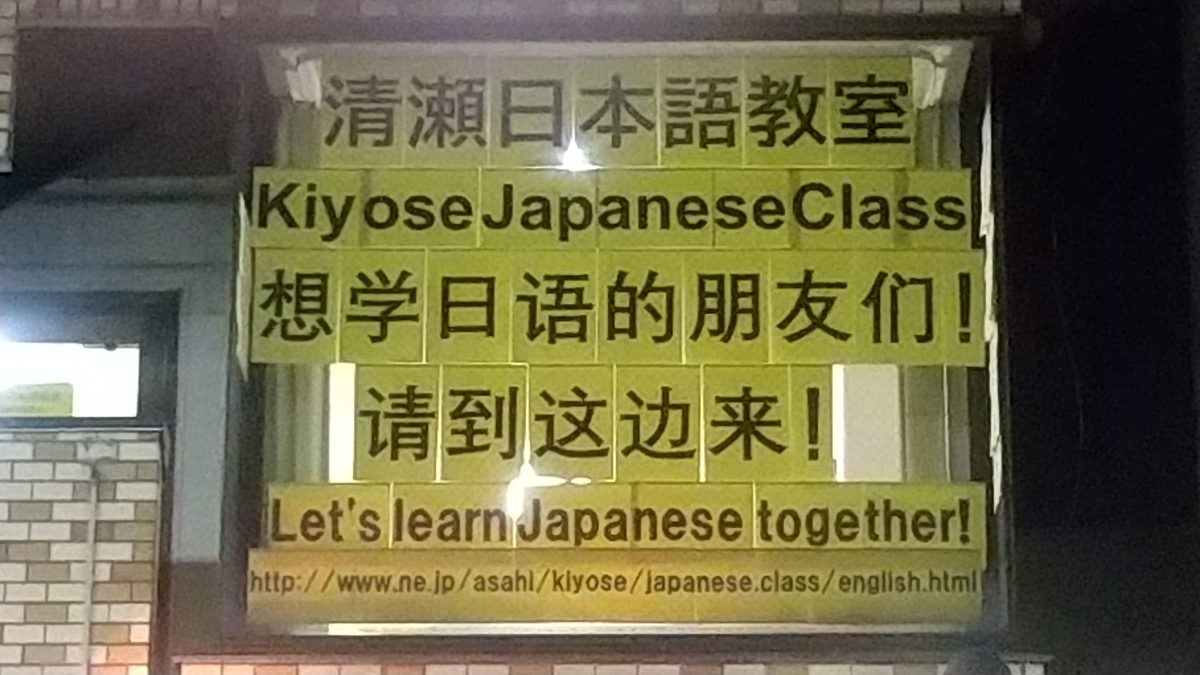 清瀬日本語教室
Kiyose Japanese Class
想学日语的朋友们!
请到这边来!
Let's learn Japanese together!
http://www.ne.jp/asahi/kiyose/japanese.class/english.html